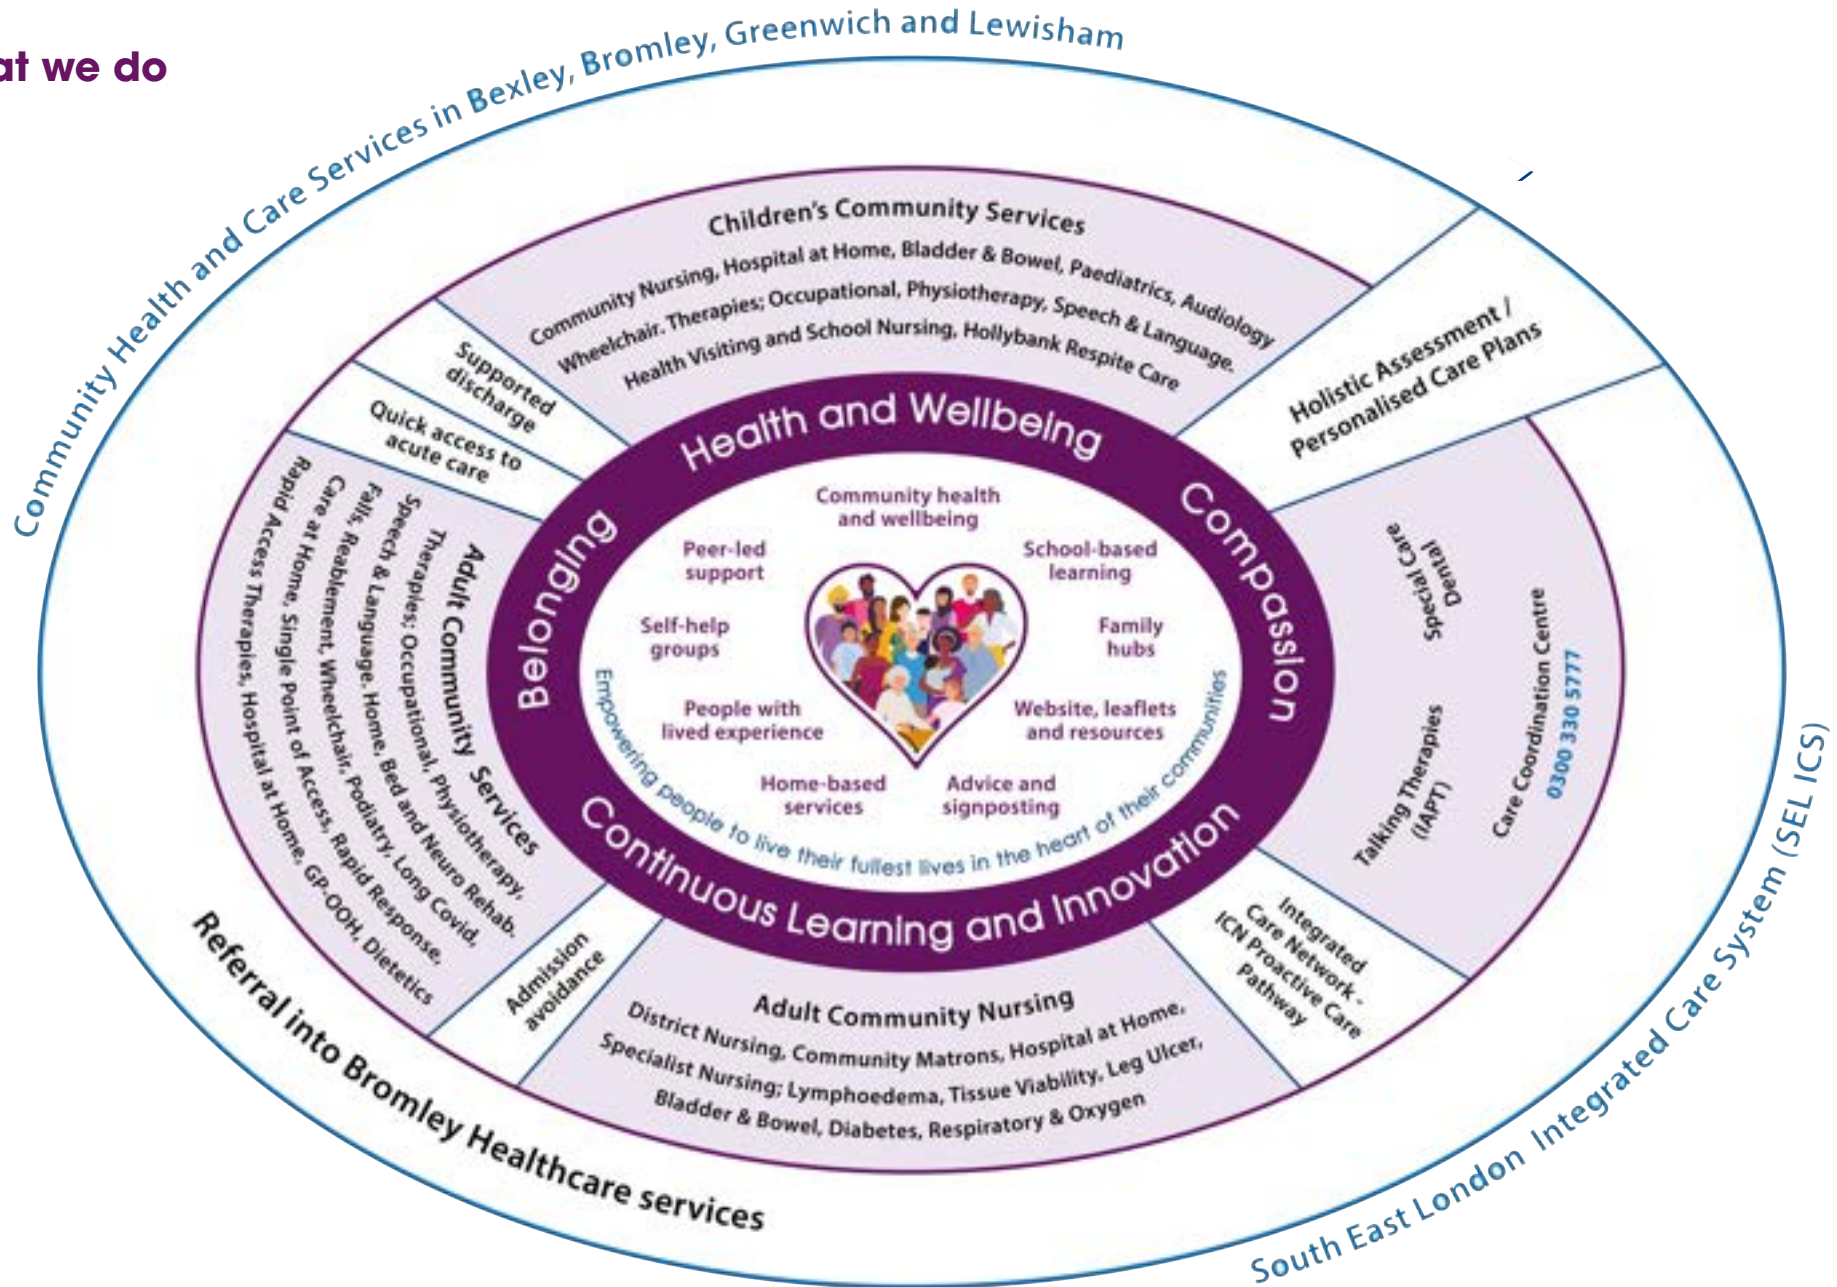 at we do
Community Health and Care Services in Bexley, Bromley, Greenwich and Lewisham
Children's Community Services
Community Nursing, Hospital at Home, Bladder & Bowel, Paediatrics, Audiology
Wheelchair. Therapies; Occupational, Physiotherapy, Speech & Language.
Health Visiting and School Nursing, Hollybank Respite Care
Holistic Assessment /
Personalised Care Plans
Supported
discharge
Quick access to
acute care
Health and Wellbeing
Compassion
Belonging
Continuous Learning and Innovation
Community health
and wellbeing
Peer-led
support
School-based
learning
Self-help
groups
Family
hubs
People with
lived experience
Website, leaflets
and resources
Home-based
services
Advice and
signposting
Empowering people to live their fullest lives in the heart of their communities
Special Care
Dental
Talking Therapies
(IAPT)
Care Coordination Centre
0300 330 5777
Adult Community Services
Therapies; Occupational, Physiotherapy,
Speech & Language. Home, Bed and Neuro Rehab.
Falls, Reablement, Wheelchair, Podiatry, Long Covid,
Care at Home, Single Point of Access, Rapid Response,
Rapid Access Therapies, Hospital at Home, GP-OOH, Dietetics
Admission
avoidance
Adult Community Nursing
District Nursing, Community Matrons, Hospital at Home,
Specialist Nursing; Lymphoedema, Tissue Viability, Leg Ulcer,
Bladder & Bowel, Diabetes, Respiratory & Oxygen
Integrated
Care Network -
ICN Proactive Care
Pathway
Referral into Bromley Healthcare services
South East London Integrated Care System (SEL ICS)